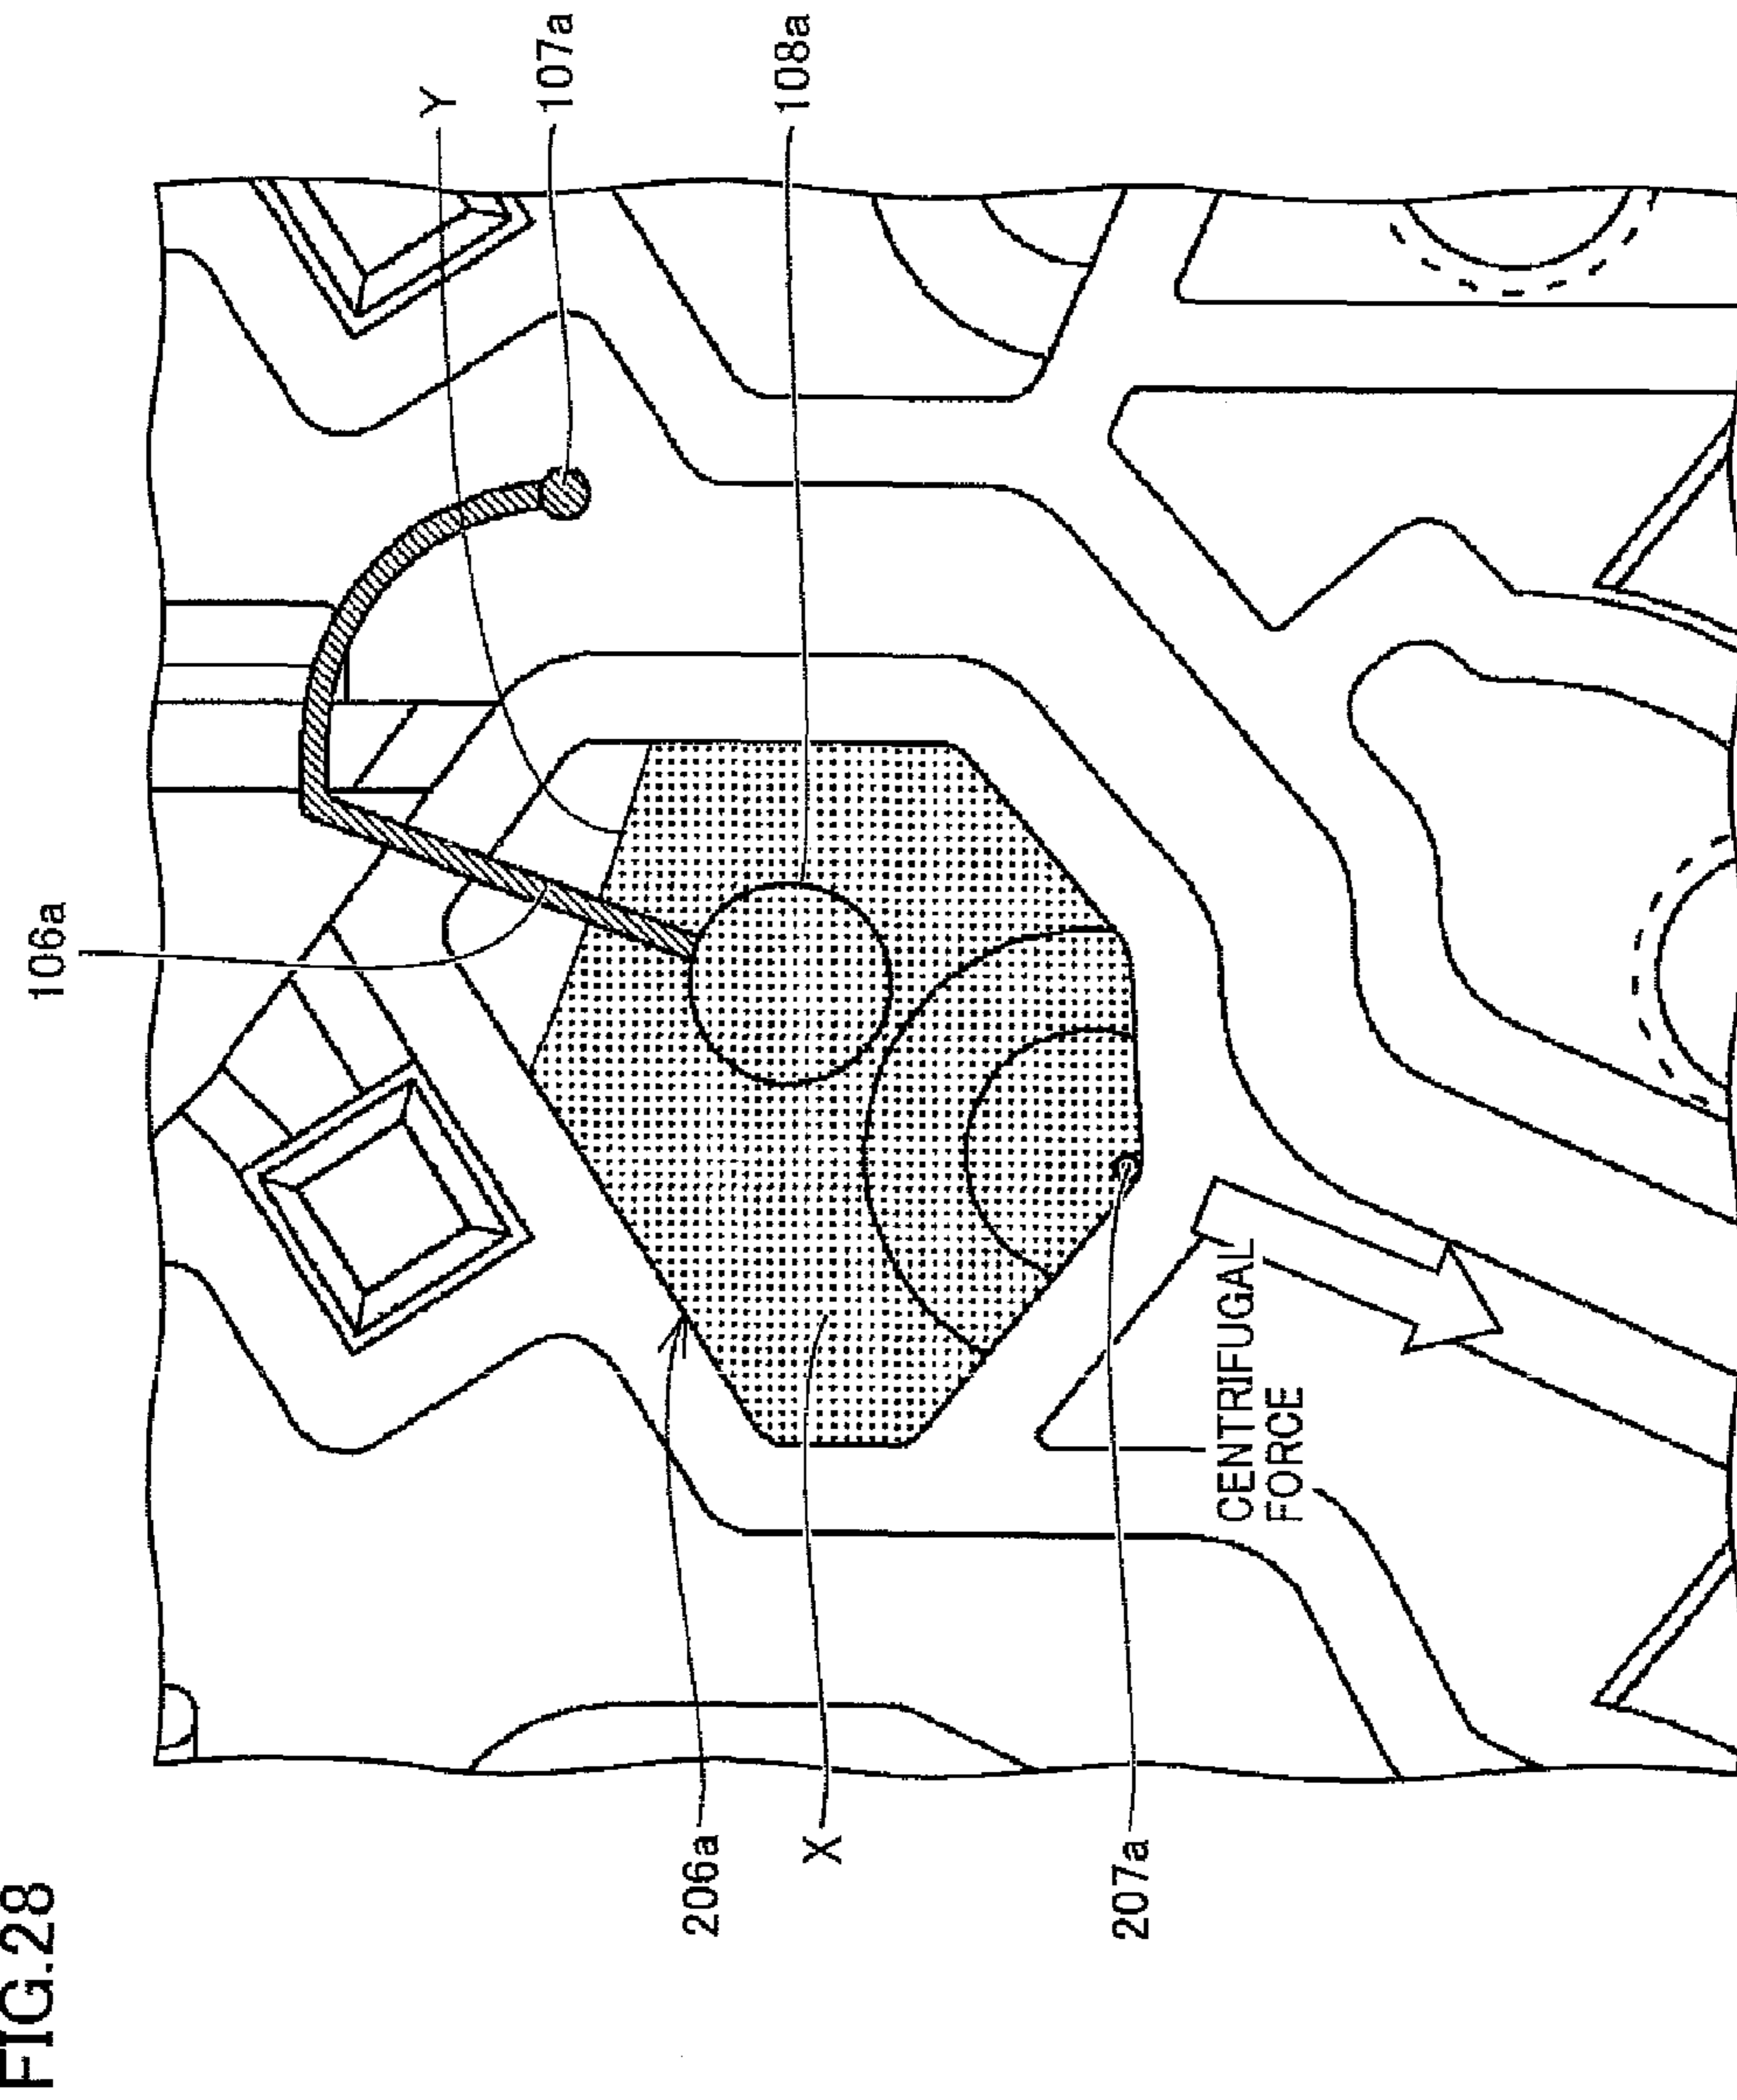 FIG.28
106a
Y
107a
108a
206a
X
207a
CENTRIFUGAL
FORCE